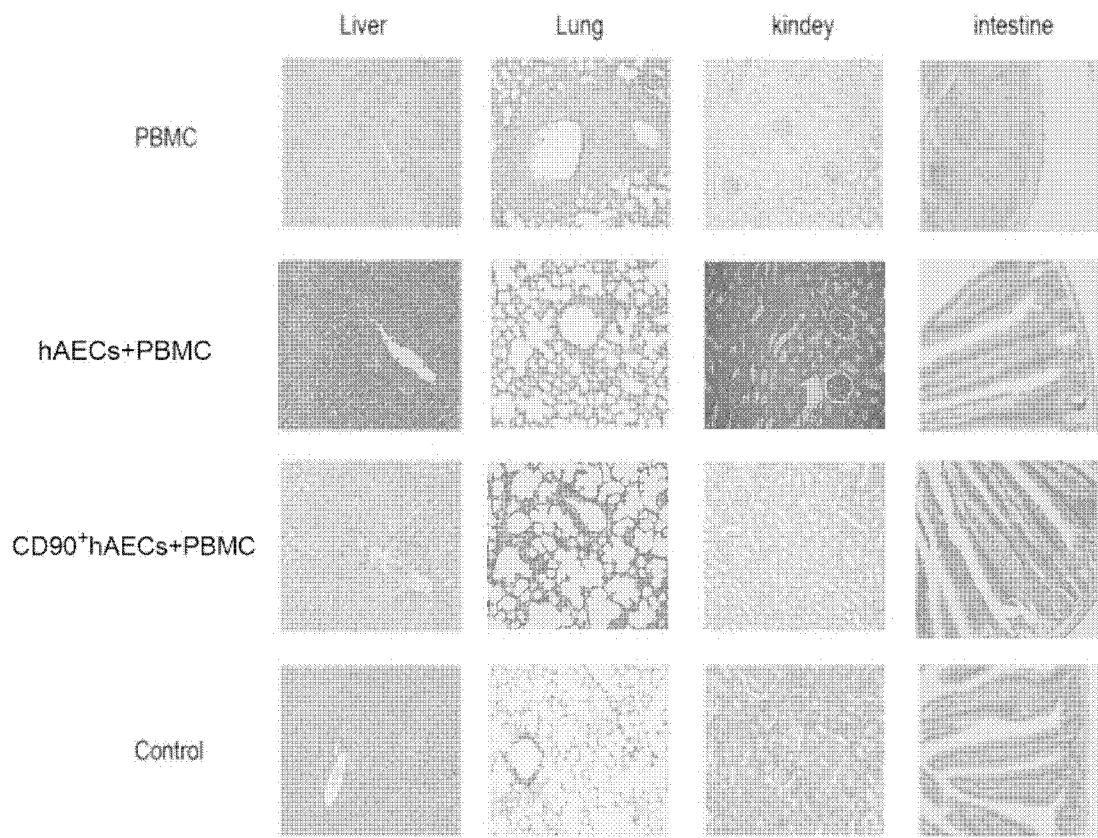 Liver Lung kindey intestine
PBMC
hAECs+PBMC
CD90⁺hAECs+PBMC
Control